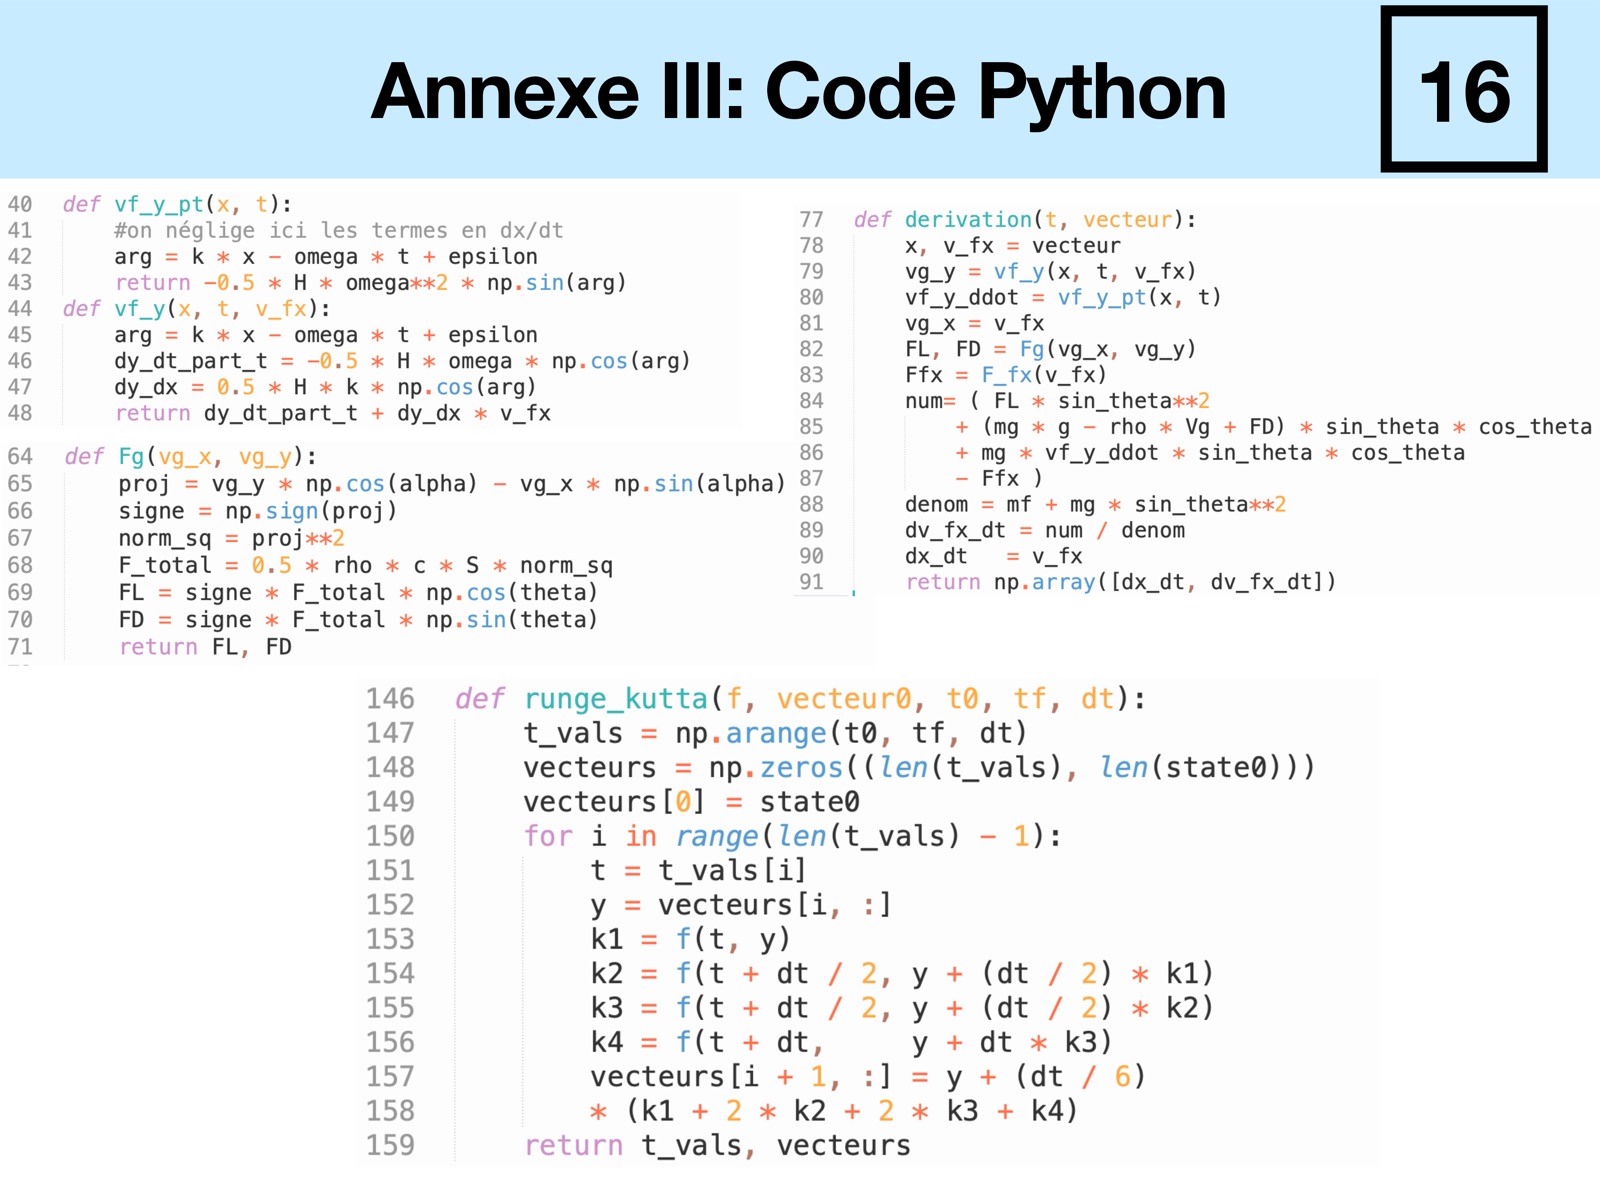 Annexe III: Code Python
16
40 def vf_y_pt(x, t):
41 #on néglige ici les termes en dx/dt
42 arg = k * x - omega * t + epsilon
43 return -0.5 * H * omega**2 * np.sin(arg)
44 def vf_y(x, t, v_fx):
45 arg = k * x - omega * t + epsilon
46 dy_dt_part_t = -0.5 * H * omega * np.cos(arg)
47 dy_dx = 0.5 * H * k * np.cos(arg)
48 return dy_dt_part_t + dy_dx * v_fx
64 def Fg(vg_x, vg_y):
65 proj = vg_y * np.cos(alpha) - vg_x * np.sin(alpha)
66 signe = np.sign(proj)
67 norm_sq = proj**2
68 F_total = 0.5 * rho * c * S * norm_sq
69 FL = signe * F_total * np.cos(theta)
70 FD = signe * F_total * np.sin(theta)
71 return FL, FD
77 def derivation(t, vecteur):
78 x, v_fx = vecteur
79 vg_y = vf_y(x, t, v_fx)
80 vf_y_ddot = vf_y_pt(x, t)
81 vg_x = v_fx
82 FL, FD = Fg(vg_x, vg_y)
83 Ffx = F_fx(v_fx)
84 num= ( FL * sin_theta**2
85 + (mg * g - rho * Vg + FD) * sin_theta * cos_theta
86 + mg * vf_y_ddot * sin_theta * cos_theta
87 - Ffx )
88 denom = mf + mg * sin_theta**2
89 dv_fx_dt = num / denom
90 dx_dt = v_fx
91 return np.array([dx_dt, dv_fx_dt])
146 def runge_kutta(f, vecteur0, t0, tf, dt):
147 t_vals = np.arange(t0, tf, dt)
148 vecteurs = np.zeros((len(t_vals), len(state0)))
149 vecteurs[0] = state0
150 for i in range(len(t_vals) - 1):
151 t = t_vals[i]
152 y = vecteurs[i, :]
153 k1 = f(t, y)
154 k2 = f(t + dt / 2, y + (dt / 2) * k1)
155 k3 = f(t + dt / 2, y + (dt / 2) * k2)
156 k4 = f(t + dt, y + dt * k3)
157 vecteurs[i + 1, :] = y + (dt / 6)
158 * (k1 + 2 * k2 + 2 * k3 + k4)
159 return t_vals, vecteurs